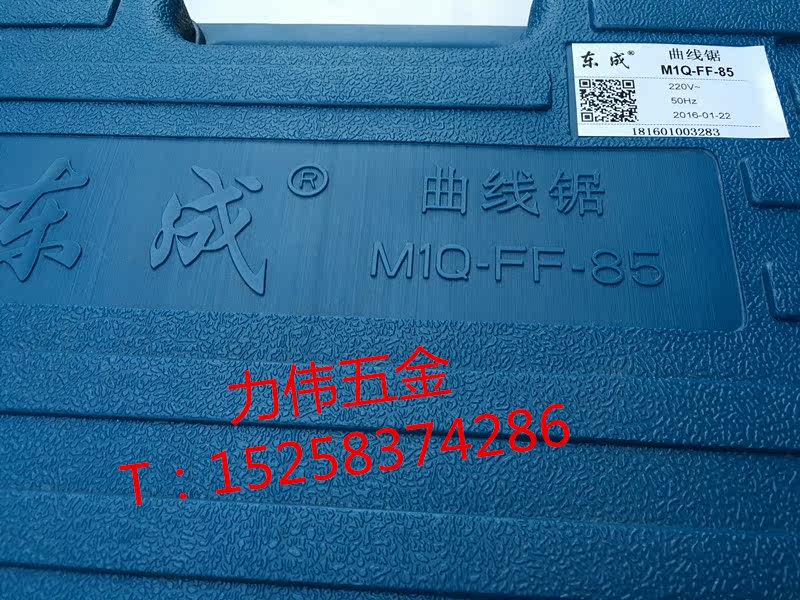 东成® 曲线锯
M1Q-FF-85
220V~
50Hz
2016-01-22
181601003283
东成® 曲线锯
M1Q-FF-85
力伟五金
T：15258374286